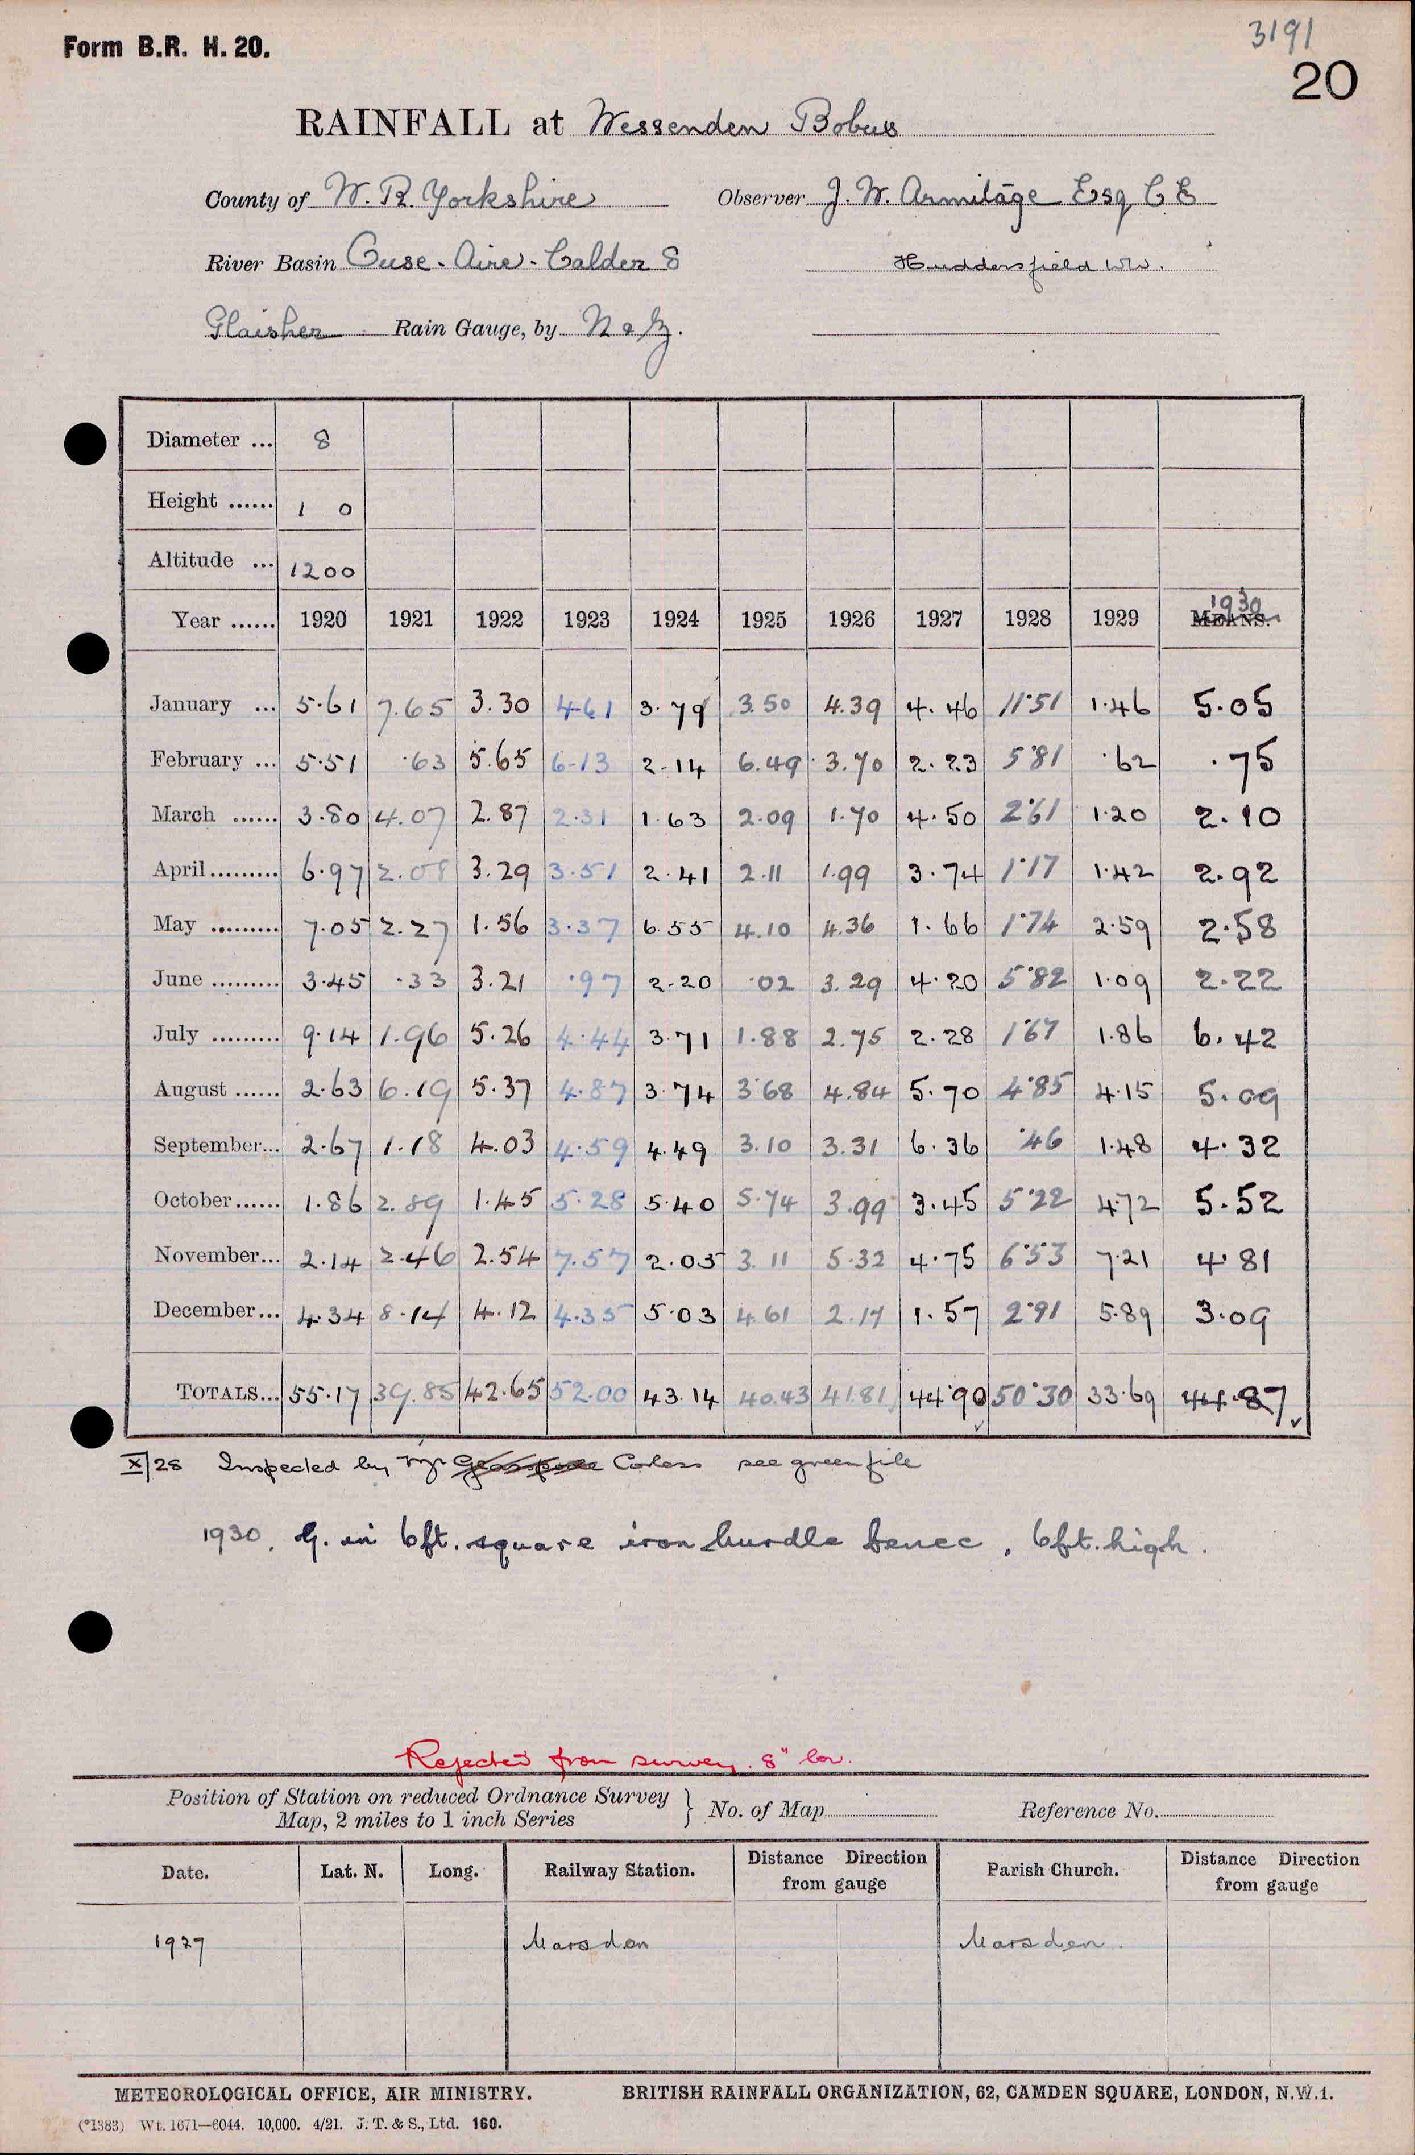 3191
Form B.R. H. 20.
20
RAINFALL at Wessenden Bobus
County of W. R. Yorkshire Observer J. W. Armitage Esq C E
River Basin Ouse - Aire - Calder 8 Huddersfield WW.
Glaisher Rain Gauge, by N & Z.
Diameter ... 8
Height ...... 1 0
Altitude ... 1200
Year ...... 1920 1921 1922 1923 1924 1925 1926 1927 1928 1929 MEANS. 1930
January ... 5.61 7.65 3.30 4.61 3.79 3.50 4.39 4.46 11.51 1.46 5.05
February ... 5.51 .63 5.65 6.13 2.14 6.49 3.70 2.23 5.81 .62 .75
March ...... 3.80 4.07 2.87 2.31 1.63 2.09 1.70 4.50 2.61 1.20 2.10
April......... 6.97 2.08 3.29 3.51 2.41 2.11 1.99 3.74 1.17 1.42 2.92
May ......... 7.05 2.27 1.56 3.37 6.55 4.10 4.36 1.66 1.74 2.59 2.58
June ......... 3.45 .33 3.21 .97 2.20 .02 3.29 4.20 5.82 1.09 2.22
July ......... 9.14 1.96 5.26 4.44 3.71 1.88 2.75 2.28 1.67 1.86 6.42
August ...... 2.63 6.19 5.37 4.87 3.74 3.68 4.84 5.70 4.85 4.15 5.09
September... 2.67 1.18 4.03 4.59 4.49 3.10 3.31 6.36 .46 1.48 4.32
October...... 1.86 2.89 1.45 5.28 5.40 5.74 3.99 3.45 5.22 4.72 5.52
November... 2.14 2.46 2.54 7.57 2.05 3.11 5.32 4.75 6.53 7.21 4.81
December... 4.34 8.14 4.12 4.35 5.03 4.61 2.17 1.57 2.91 5.89 3.09
TOTALS... 55.17 39.85 42.65 52.00 43.14 40.43 41.81 44.90 50.30 33.69 44.87
X/28 Inspected by Mr Glasspoole Corless see green file
1930. G. in 6ft. square iron hurdle fence, 6ft. high.
Rejected from survey. 8" low.
Position of Station on reduced Ordnance Survey Map, 2 miles to 1 inch Series } No. of Map Reference No.
Date. Lat. N. Long. Railway Station. Distance Direction from gauge Parish Church. Distance Direction from gauge
1927 Marsden Marsden
METEOROLOGICAL OFFICE, AIR MINISTRY. BRITISH RAINFALL ORGANIZATION, 62, CAMDEN SQUARE, LONDON, N.W.1.
(*1383) Wt. 1671—6044. 10,000. 4/21. J. T. & S., Ltd. 160.